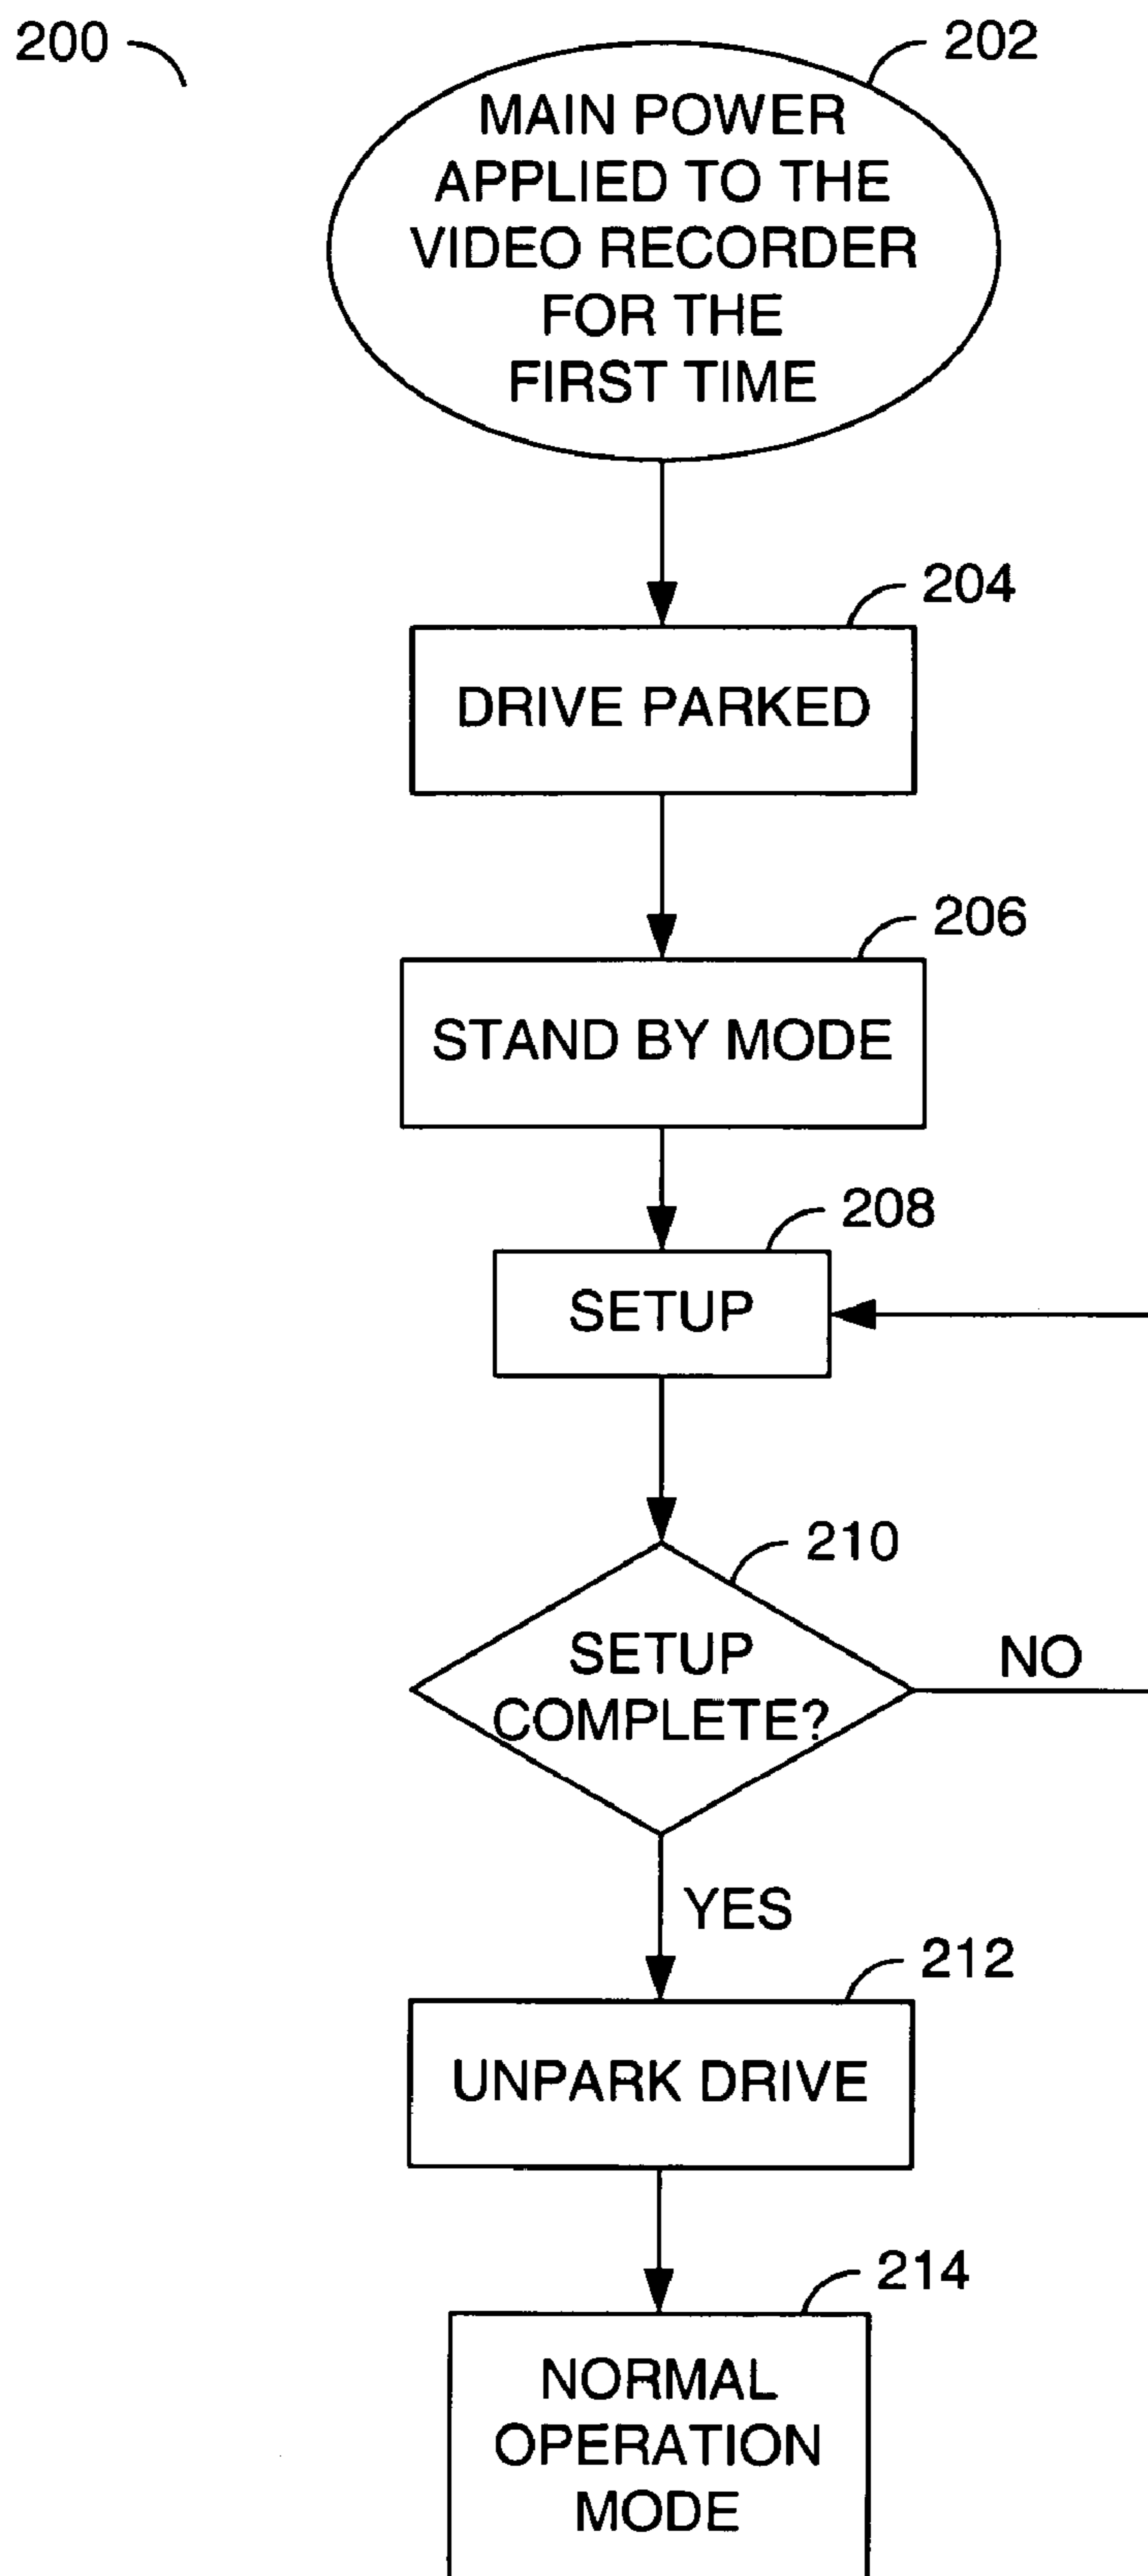 200
202
MAIN POWER
APPLIED TO THE
VIDEO RECORDER
FOR THE
FIRST TIME
204
DRIVE PARKED
206
STAND BY MODE
208
SETUP
210
SETUP
COMPLETE?
NO
YES
212
UNPARK DRIVE
214
NORMAL
OPERATION
MODE